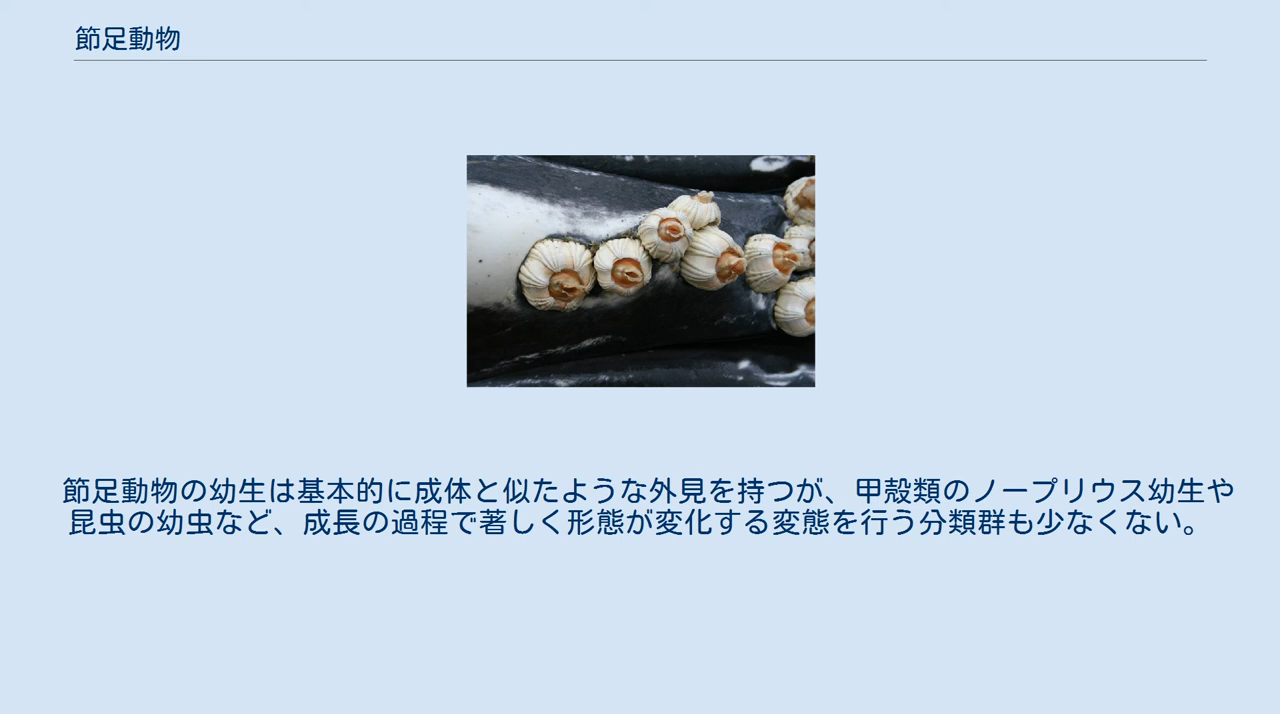 節足動物
節足動物の幼生は基本的に成体と似たような外見を持つが、甲殻類のノープリウス幼生や
昆虫の幼虫など、成長の過程で著しく形態が変化する変態を行う分類群も少なくない。